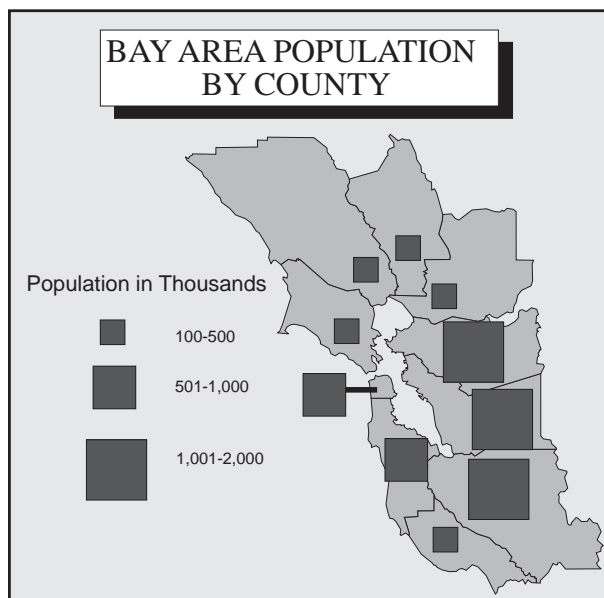 BAY AREA POPULATION
BY COUNTY
Population in Thousands
100-500
501-1,000
1,001-2,000